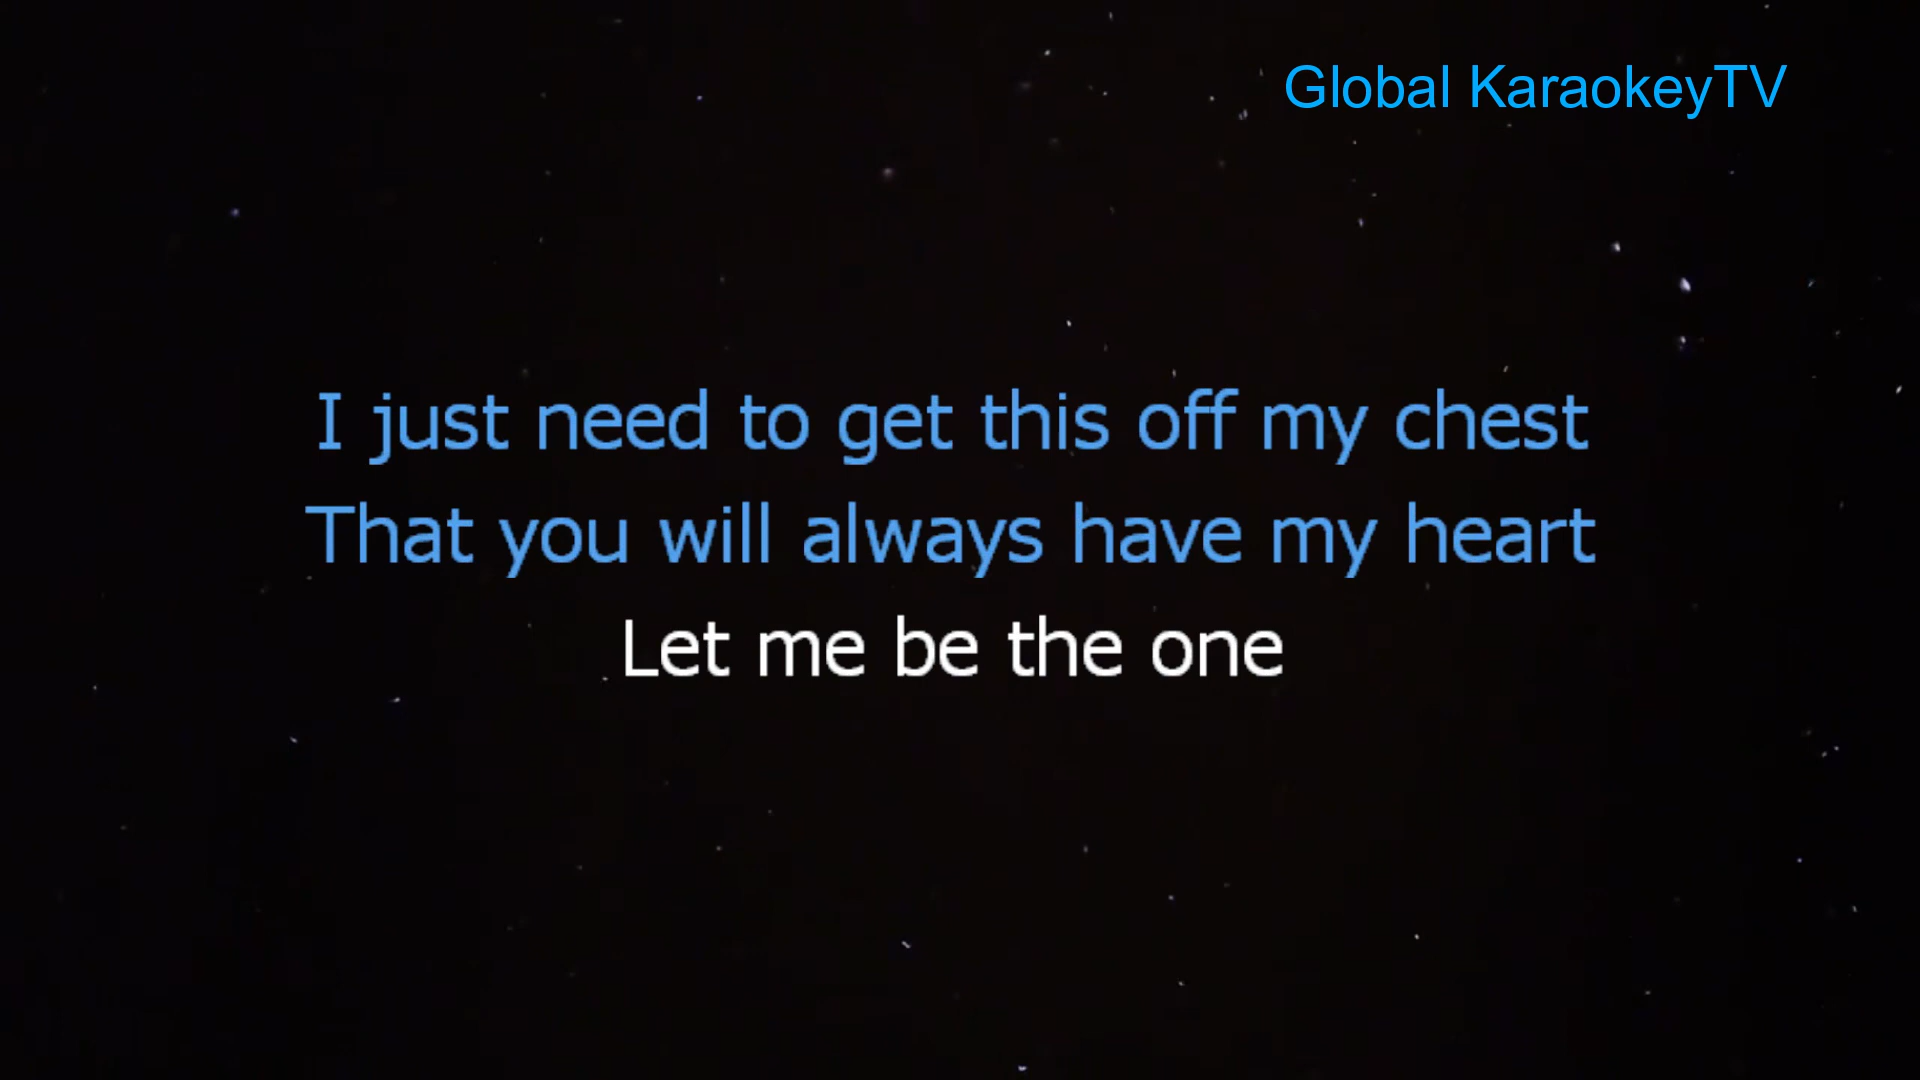 Global KaraokeyTV
I just need to get this off my chest
That you will always have my heart
Let me be the one